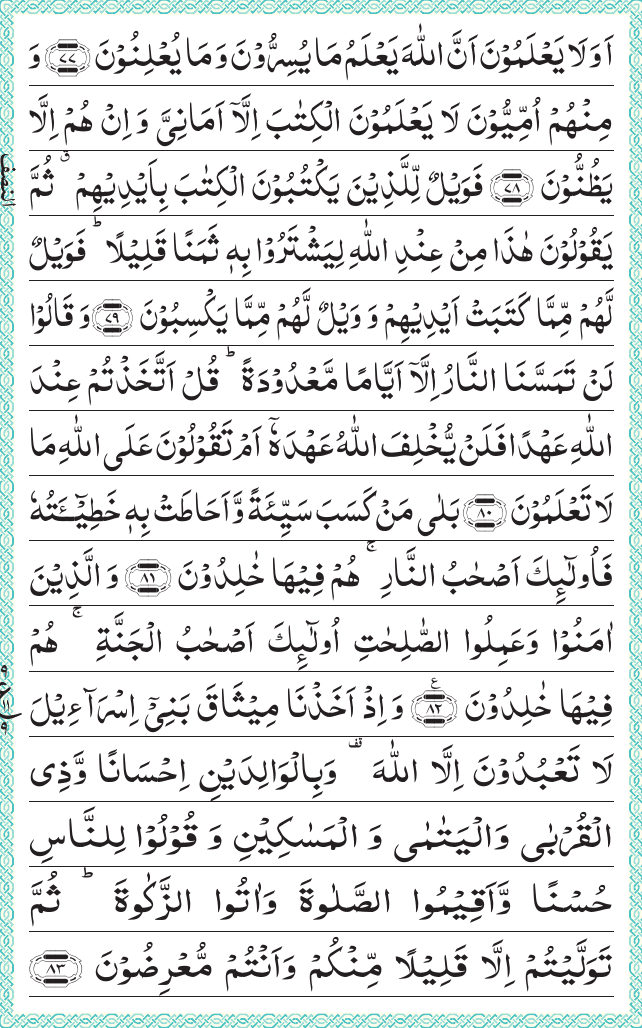 اَوَلَا يَعْلَمُوْنَ اَنَّ اللّٰهَ يَعْلَمُ مَا يُسِرُّوْنَ وَ مَا يُعْلِنُوْنَ ﴿۷۷﴾ وَ
مِنْهُمْ اُمِّيُّوْنَ لَا يَعْلَمُوْنَ الْكِتٰبَ اِلَّاۤ اَمَانِىَّ وَ اِنْ هُمْ اِلَّا
يَظُنُّوْنَ ﴿۷۸﴾ فَوَيْلٌ لِّلَّذِيْنَ يَكْتُبُوْنَ الْكِتٰبَ بِاَيْدِيْهِمْ ۗ ثُمَّ
يَقُوْلُوْنَ هٰذَا مِنْ عِنْدِ اللّٰهِ لِيَشْتَرُوْا بِهٖ ثَمَنًا قَلِيْلًا ؕ فَوَيْلٌ
لَّهُمْ مِّمَّا كَتَبَتْ اَيْدِيْهِمْ وَ وَيْلٌ لَّهُمْ مِّمَّا يَكْسِبُوْنَ ﴿۷۹﴾ وَ قَالُوْا
لَنْ تَمَسَّنَا النَّارُ اِلَّاۤ اَيَّامًا مَّعْدُوْدَةً ؕ قُلْ اَتَّخَذْتُمْ عِنْدَ
اللّٰهِ عَهْدًا فَلَنْ يُّخْلِفَ اللّٰهُ عَهْدَهٗۤ اَمْ تَقُوْلُوْنَ عَلَى اللّٰهِ مَا
لَا تَعْلَمُوْنَ ﴿۸۰﴾ بَلٰى مَنْ كَسَبَ سَيِّئَةً وَّ اَحَاطَتْ بِهٖ خَطِيْٓـَٔتُهٗ
فَاُولٰٓئِكَ اَصْحٰبُ النَّارِ ۚ هُمْ فِيْهَا خٰلِدُوْنَ ﴿۸۱﴾ وَ الَّذِيْنَ
اٰمَنُوْا وَعَمِلُوا الصّٰلِحٰتِ اُولٰٓئِكَ اَصْحٰبُ الْجَنَّةِ ۚ هُمْ
فِيْهَا خٰلِدُوْنَ ﴿۸۲﴾ ع وَ اِذْ اَخَذْنَا مِيْثَاقَ بَنِىْۤ اِسْرَآءِيْلَ
لَا تَعْبُدُوْنَ اِلَّا اللّٰهَ قف وَبِالْوَالِدَيْنِ اِحْسَانًا وَّذِى
الْقُرْبٰى وَالْيَتٰمٰى وَ الْمَسٰكِيْنِ وَ قُوْلُوْا لِلنَّاسِ
حُسْنًا وَّاَقِيْمُوا الصَّلٰوةَ وَاٰتُوا الزَّكٰوةَ ؕ ثُمَّ
تَوَلَّيْتُمْ اِلَّا قَلِيْلًا مِّنْكُمْ وَاَنْتُمْ مُّعْرِضُوْنَ ﴿۸۳﴾